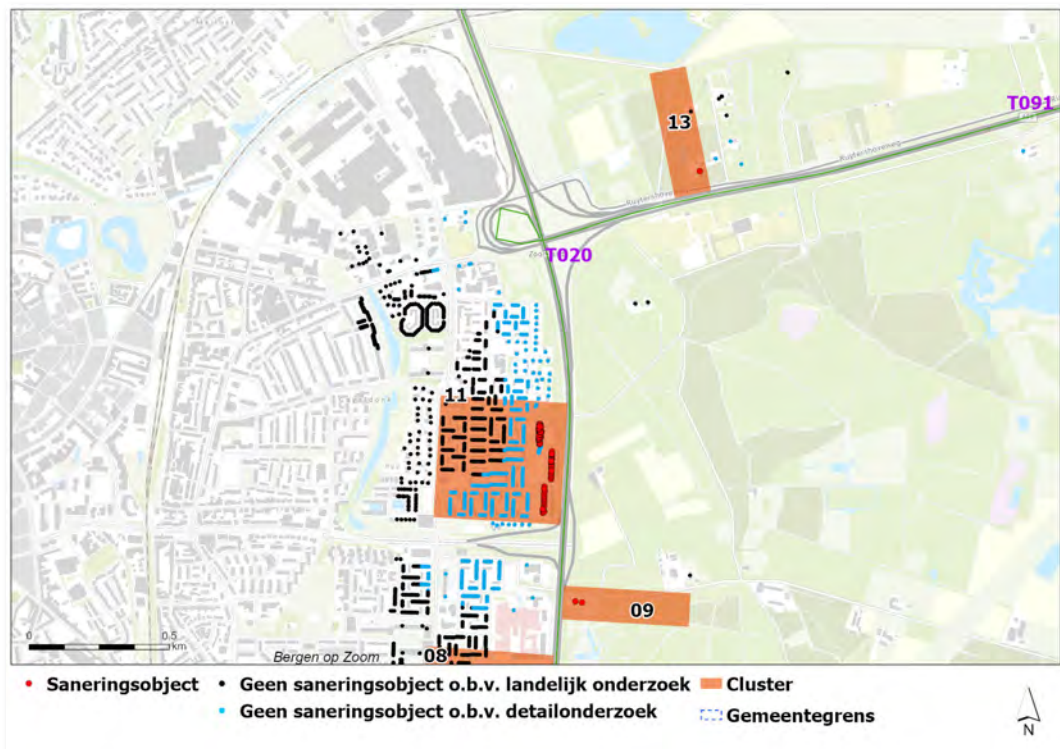 T091
13
Ruytershoveweg
T020
11
09
0 0.5
km
08
Bergen op Zoom
Saneringsobject
Geen saneringsobject o.b.v. landelijk onderzoek
Cluster
Geen saneringsobject o.b.v. detailonderzoek
Gemeentegrens
N